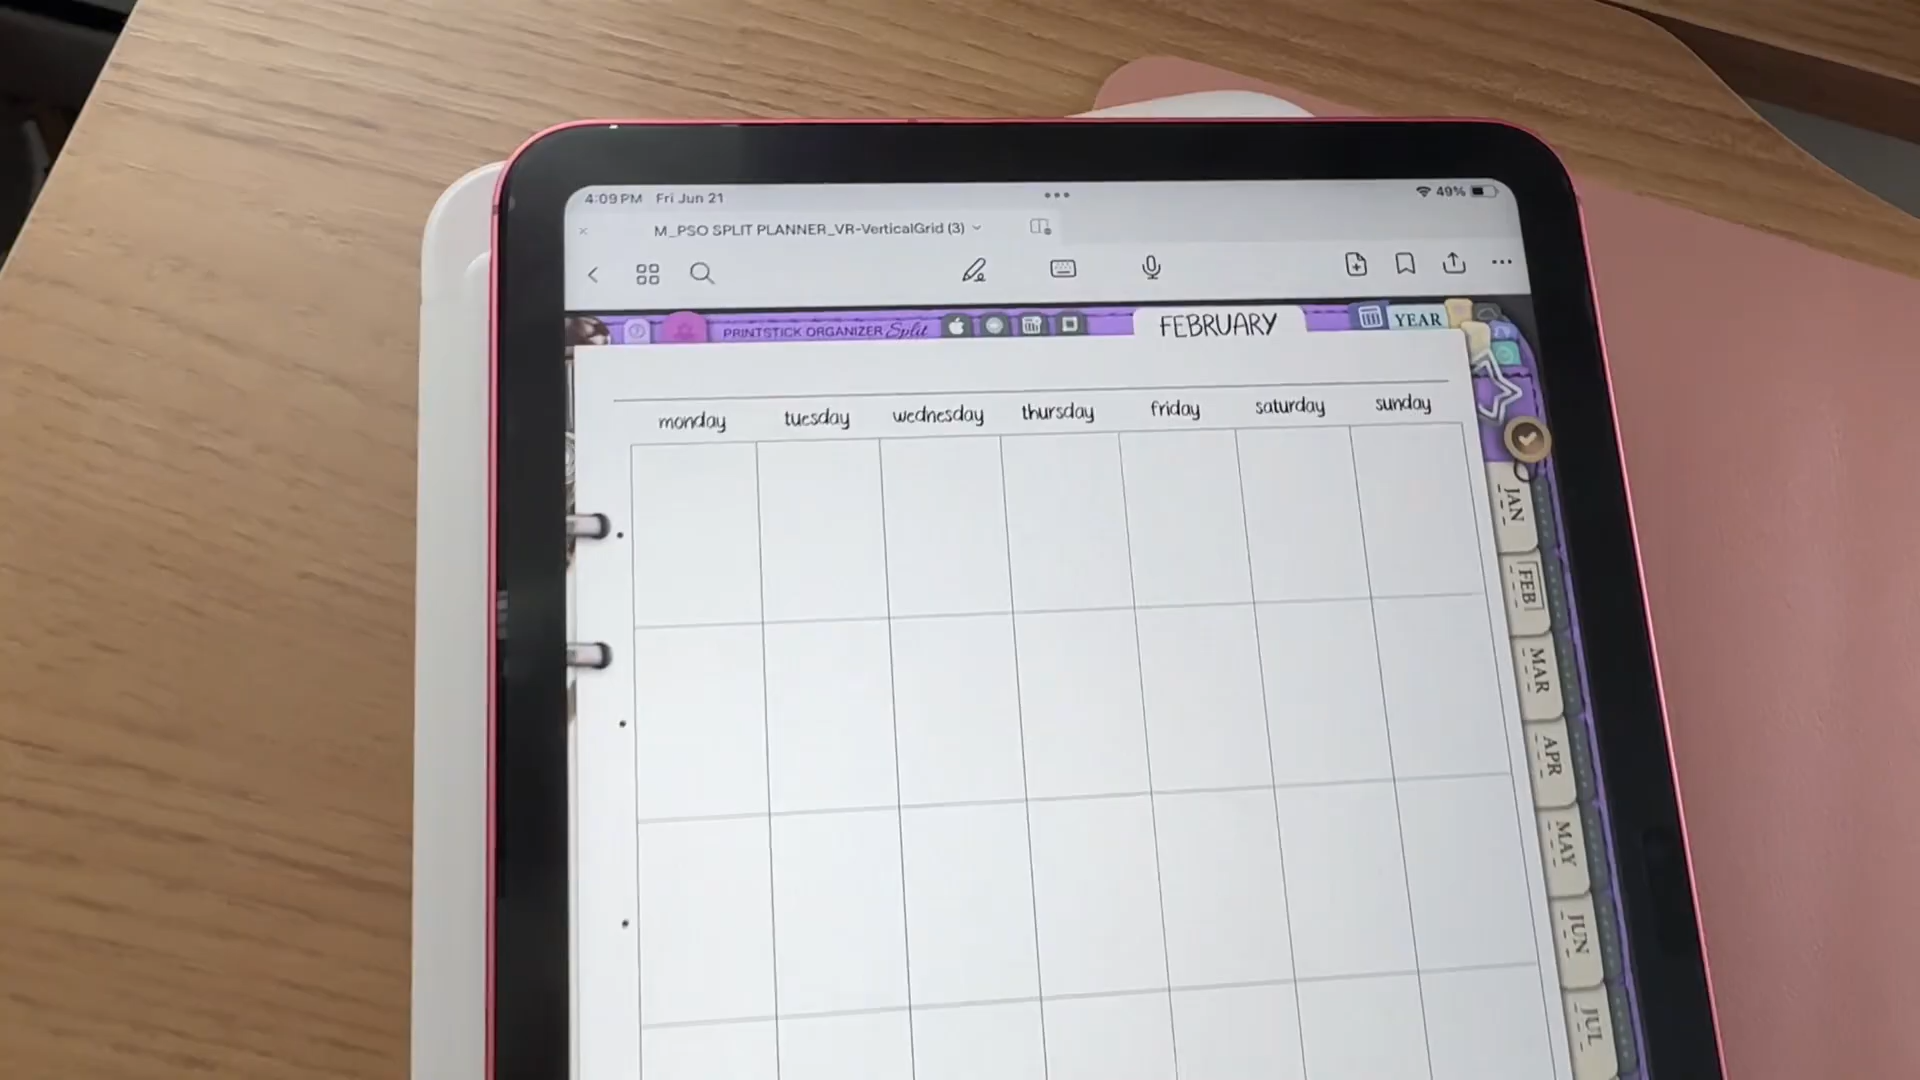 4:09 PM Fri Jun 21 49%
M_PSO SPLIT PLANNER_VR-VerticalGrid (3)
PRINTSTICK ORGANIZER Split
FEBRUARY
YEAR
monday tuesday wednesday thursday friday saturday sunday
JAN
FEB
MAR
APR
MAY
JUN
JUL